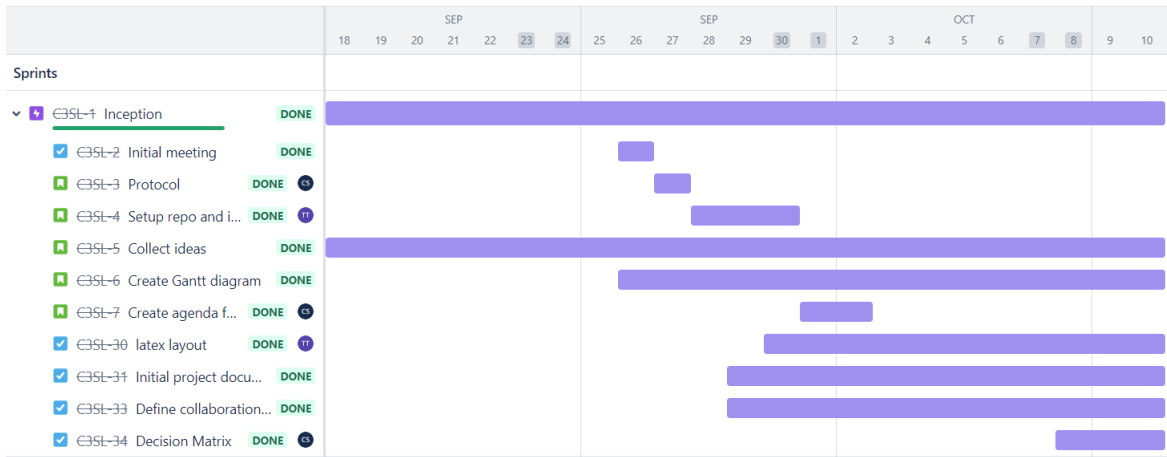 SEP SEP OCT
18 19 20 21 22 23 24 25 26 27 28 29 30 1 2 3 4 5 6 7 8 9 10
Sprints
C3SL-1 Inception DONE
C3SL-2 Initial meeting DONE
C3SL-3 Protocol DONE CS
C3SL-4 Setup repo and i... DONE TT
C3SL-5 Collect ideas DONE
C3SL-6 Create Gantt diagram DONE
C3SL-7 Create agenda f... DONE CS
C3SL-30 latex layout DONE TT
C3SL-31 Initial project docu... DONE
C3SL-33 Define collaboration... DONE
C3SL-34 Decision Matrix DONE CS